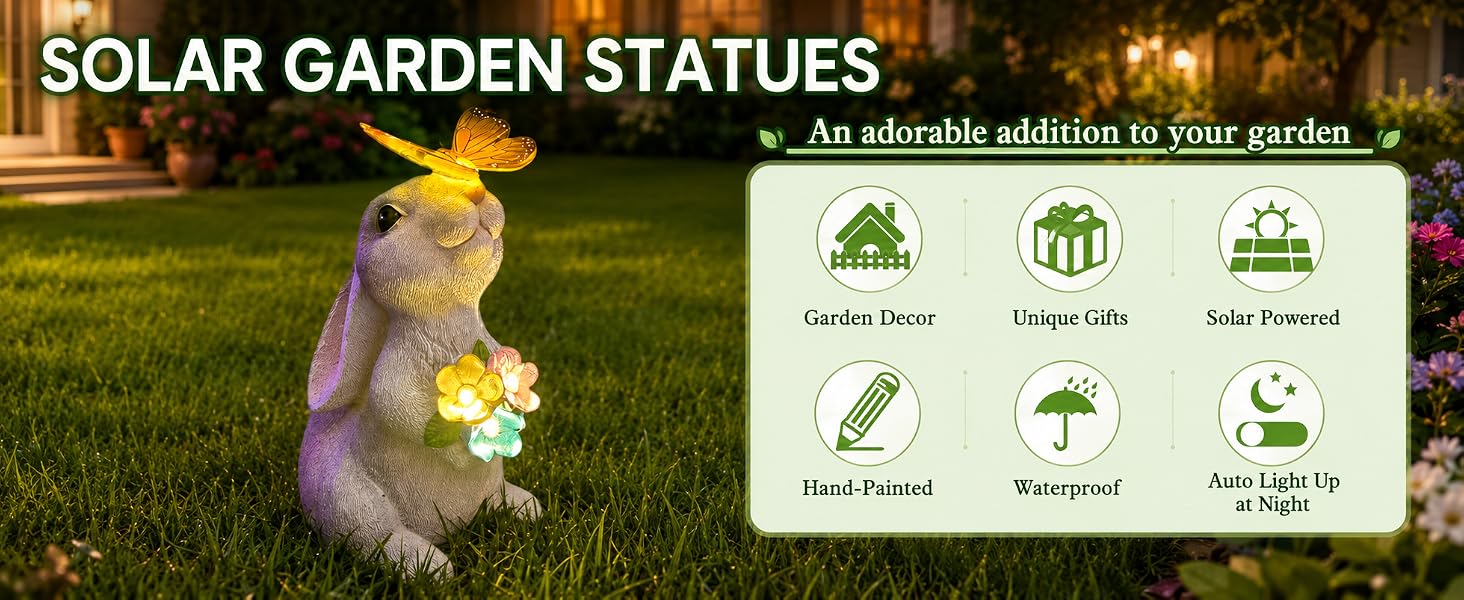 SOLAR GARDEN STATUES
An adorable addition to your garden
Garden Decor
Unique Gifts
Solar Powered
Hand-Painted
Waterproof
Auto Light Up
at Night